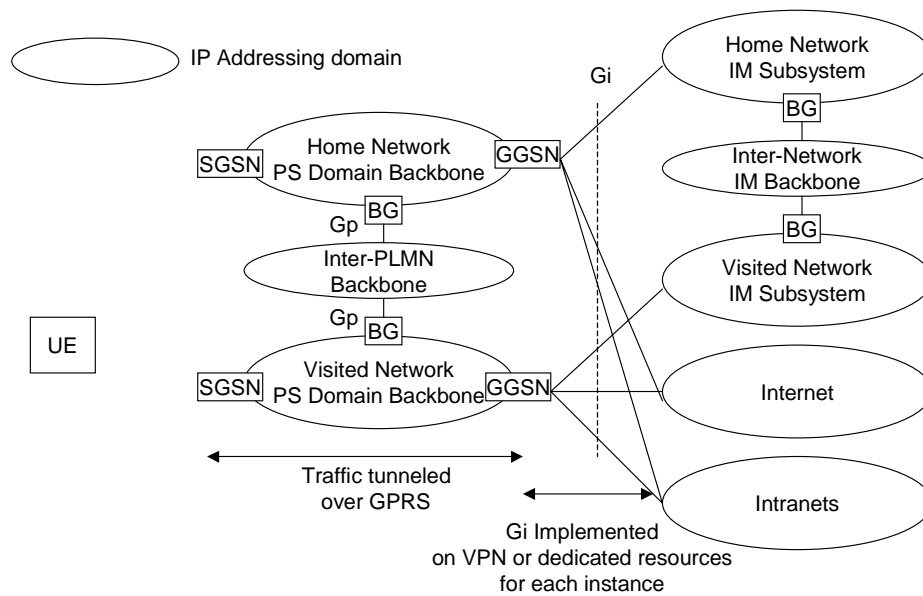 IP Addressing domain
Gi
Home Network
IM Subsystem
BG
Inter-Network
IM Backbone
BG
Visited Network
IM Subsystem
SGSN
Home Network
PS Domain Backbone
GGSN
BG
Gp
Inter-PLMN
Backbone
Gp
BG
UE
SGSN
Visited Network
PS Domain Backbone
GGSN
Internet
Intranets
Traffic tunneled
over GPRS
Gi Implemented
on VPN or dedicated resources
for each instance